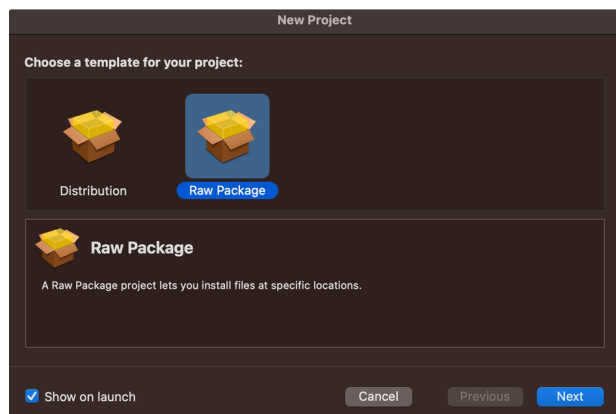 New Project
Choose a template for your project:
Distribution
Raw Package
Raw Package
A Raw Package project lets you install files at specific locations.
Show on launch
Cancel
Previous
Next